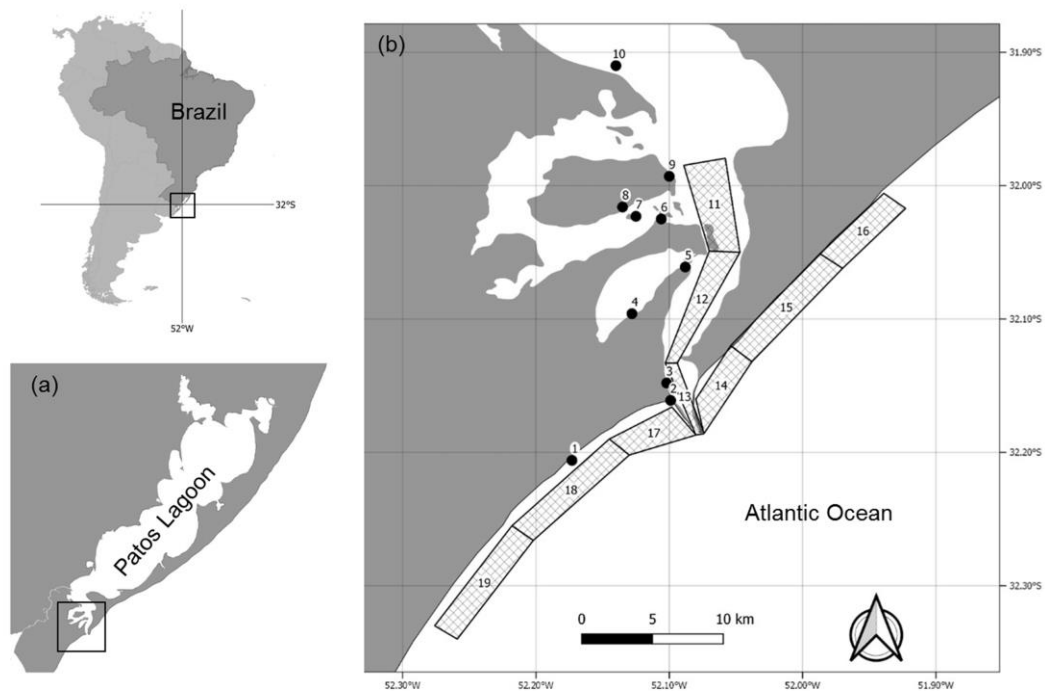 Brazil
32°S
52°W
(a)
Patos Lagoon
(b)
10
31.90°S
9
32.00°S
8
7
6
11
16
5
12
15
4
32.10°S
3
2
13
14
17
1
32.20°S
18
Atlantic Ocean
19
32.30°S
0
5
10 km
52.30°W
52.20°W
52.10°W
52.00°W
51.90°W